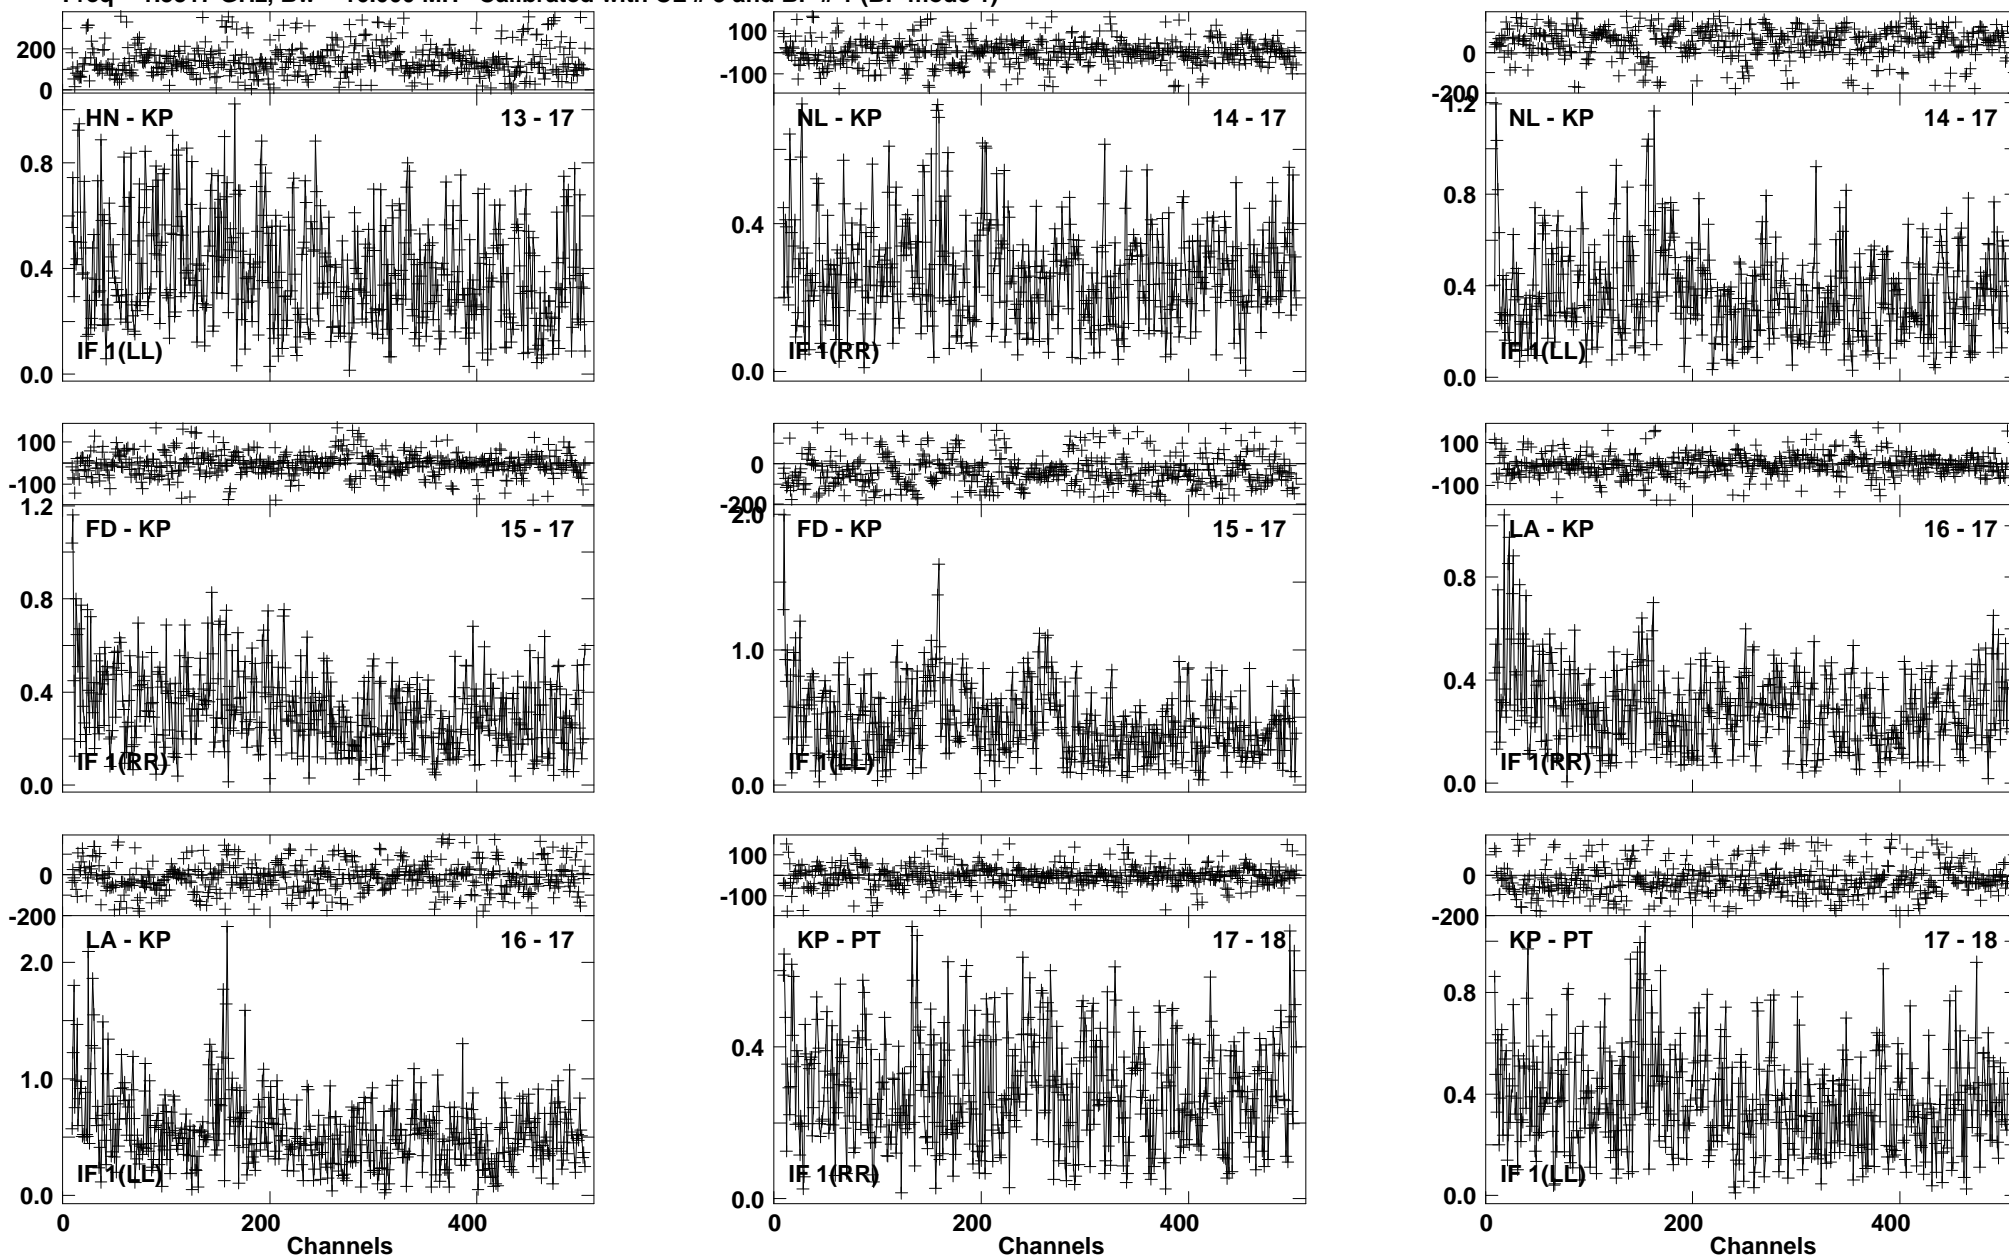 Freq GHz, Bw = MH Calibrated with CL # and BP # 1 (BP mode 1)
200
0
HN - KP 13 - 17
0.8
0.4
0.0
IF 1(LL)
100
-100
NL - KP 14 - 17
0.4
0.0
IF 1(RR)
0
-200
1.2
NL - KP 14 - 17
0.8
0.4
0.0
IF 1(LL)
100
-100
1.2
FD - KP 15 - 17
0.8
0.4
0.0
IF 1(RR)
0
-200
2.0
FD - KP 15 - 17
1.0
0.0
IF 1(LL)
100
-100
LA - KP 16 - 17
0.8
0.4
0.0
IF 1(RR)
0
-200
LA - KP 16 - 17
2.0
1.0
0.0
IF 1(LL)
0 200 400
Channels
100
-100
KP - PT 17 - 18
0.4
0.0
IF 1(RR)
0 200 400
Channels
0
-200
KP - PT 17 - 18
0.8
0.4
0.0
IF 1(LL)
0 200 400
Channels